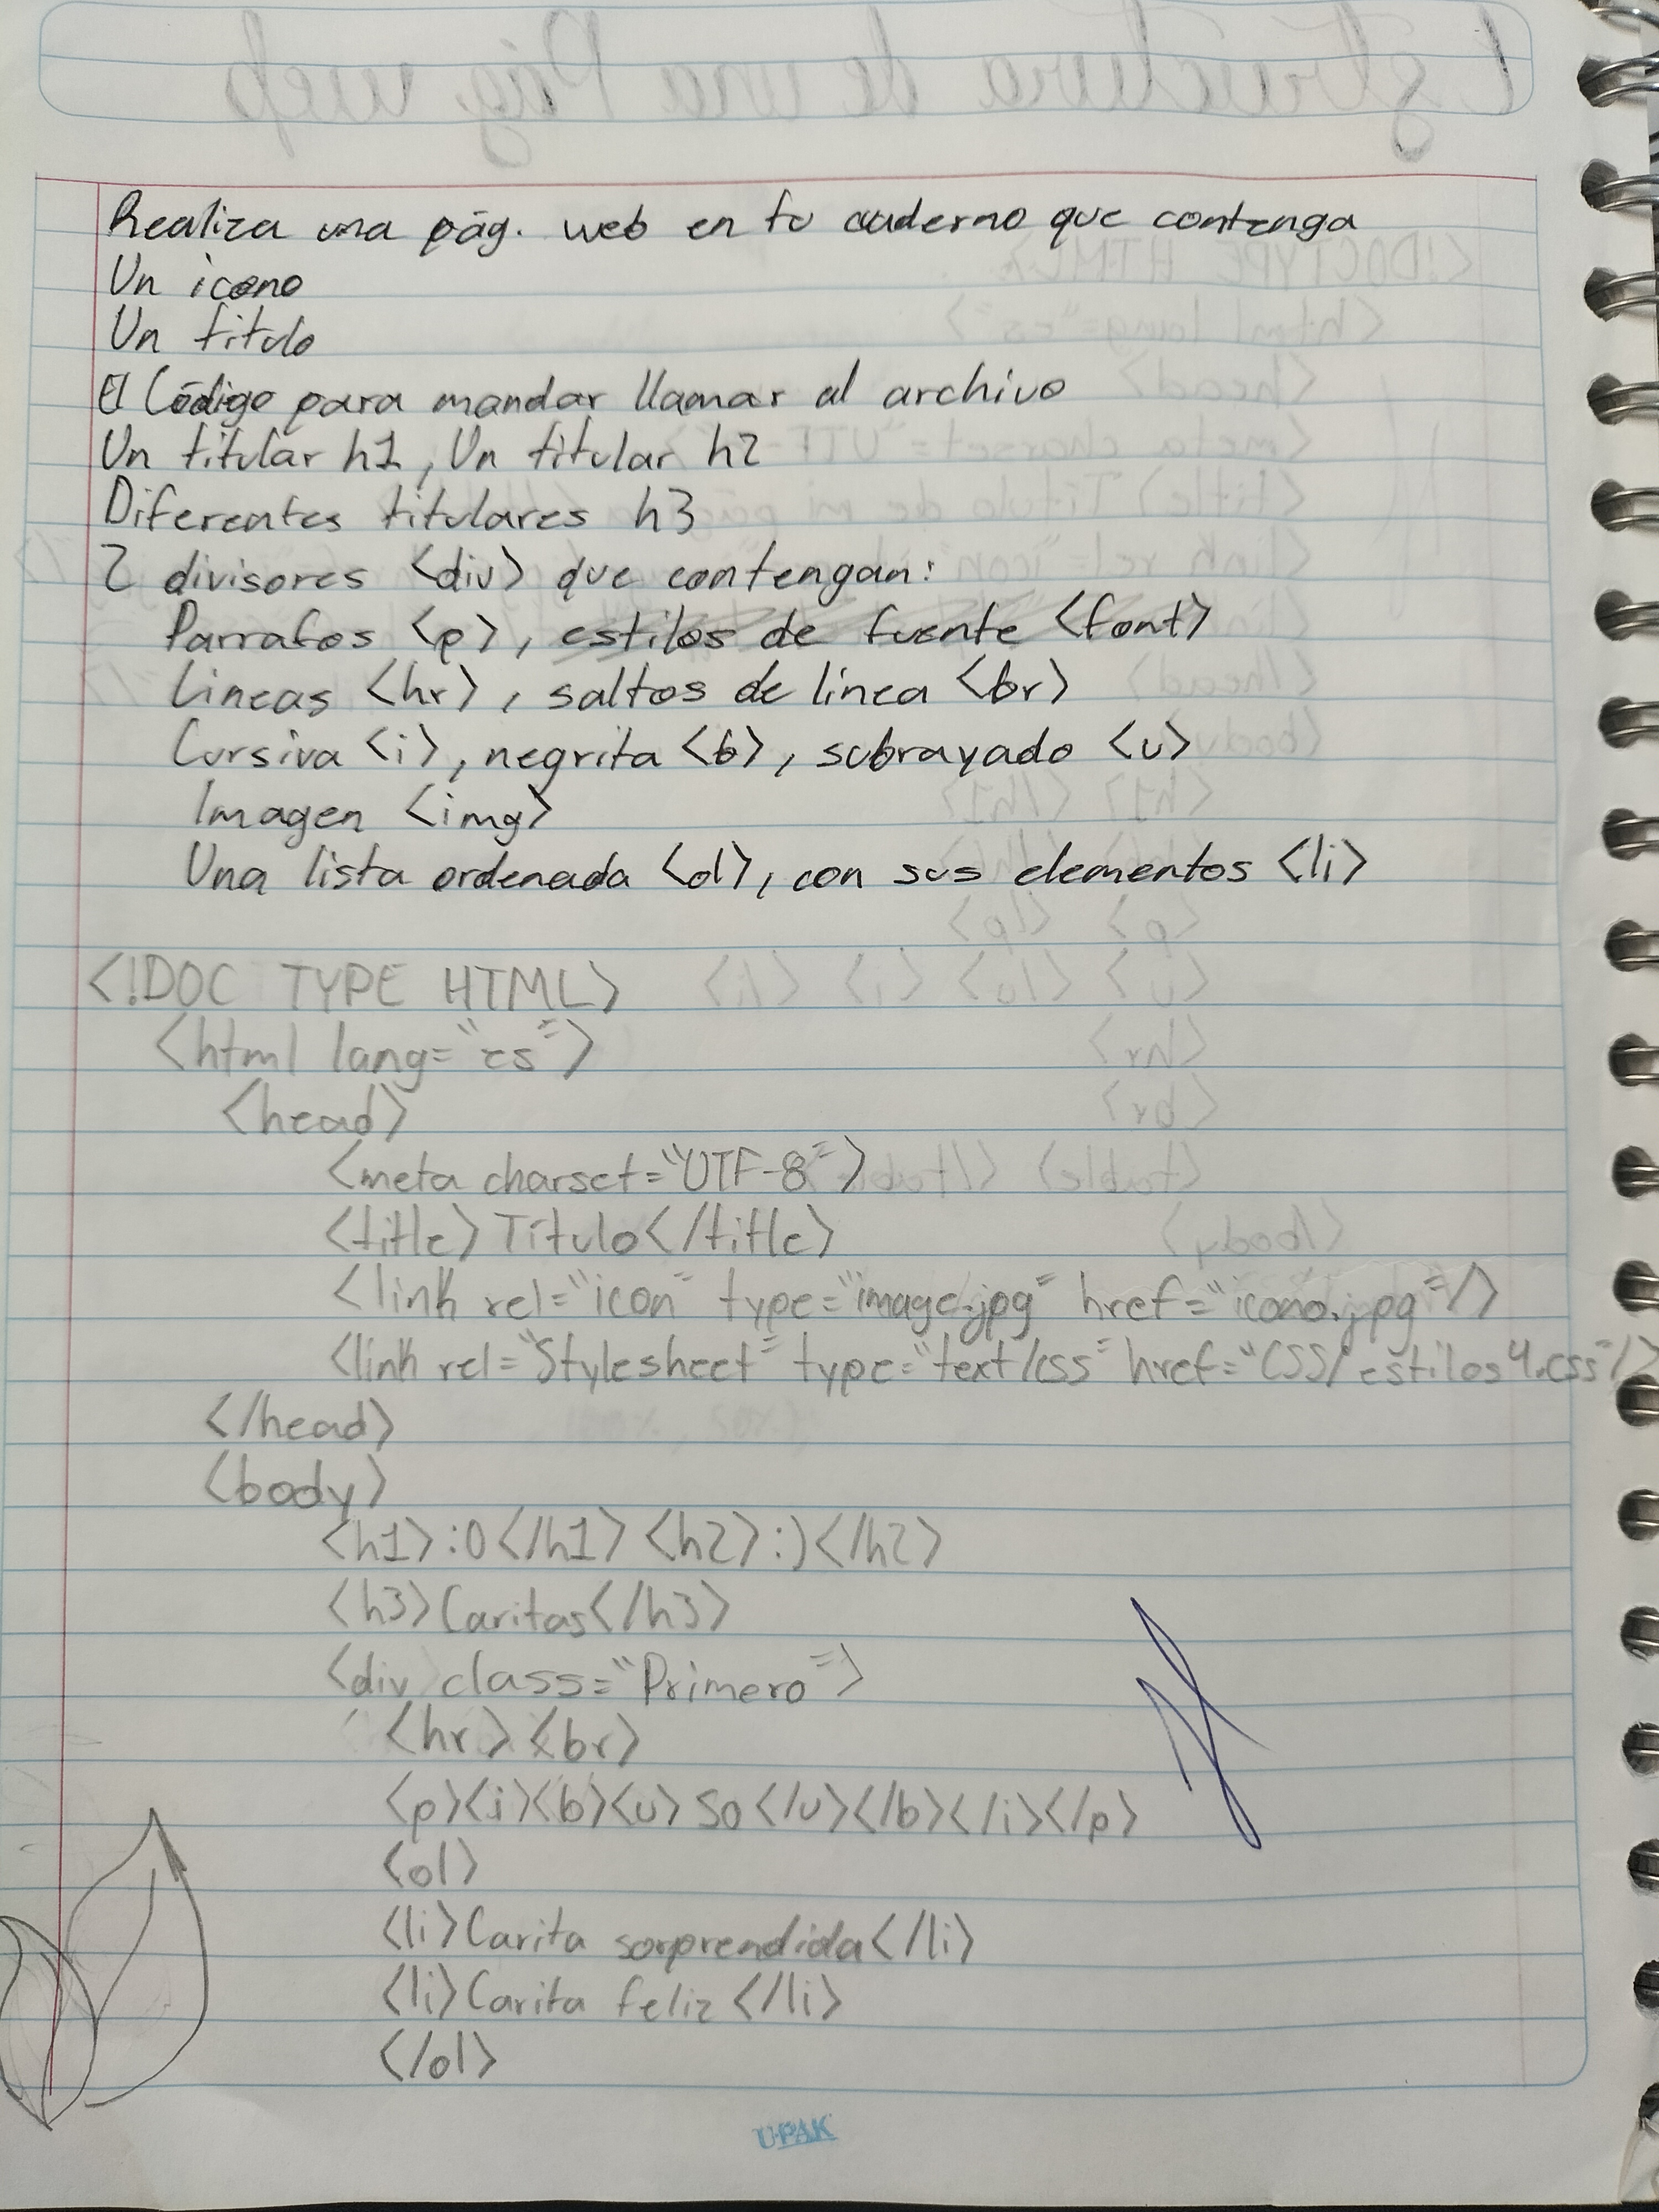 Realiza una pág. web en tu cuaderno que contenga
Un icono
Un titulo
El Código para mandar llamar al archivo
Un titular h1, Un titular h2
Diferentes titulares h3
2 divisores <div> que contengan:
Parrafos <p>, estilos de fuente <font>
Lineas <hr>, saltos de linea <br>
Cursiva <i>, negrita <b>, subrayado <u>
Imagen <img>
Una lista ordenada <ol>, con sus elementos <li>
<!DOC TYPE HTML>
<html lang="es">
<head>
<meta charset="UTF-8">
<title>Titulo</title>
<link rel="icon" type="image.jpg" href="icono.jpg"/>
<link rel="Stylesheet" type="text/css" href="CSS/estilos4.css"/>
</head>
<body>
<h1>:O</h1> <h2>:)</h2>
<h3>Caritas</h3>
<div class="Primero">
<hr><br>
<p><i><b><u>So</u></b></i></p>
<ol>
<li>Carita sorprendida</li>
<li>Carita feliz</li>
</ol>
U-PAK